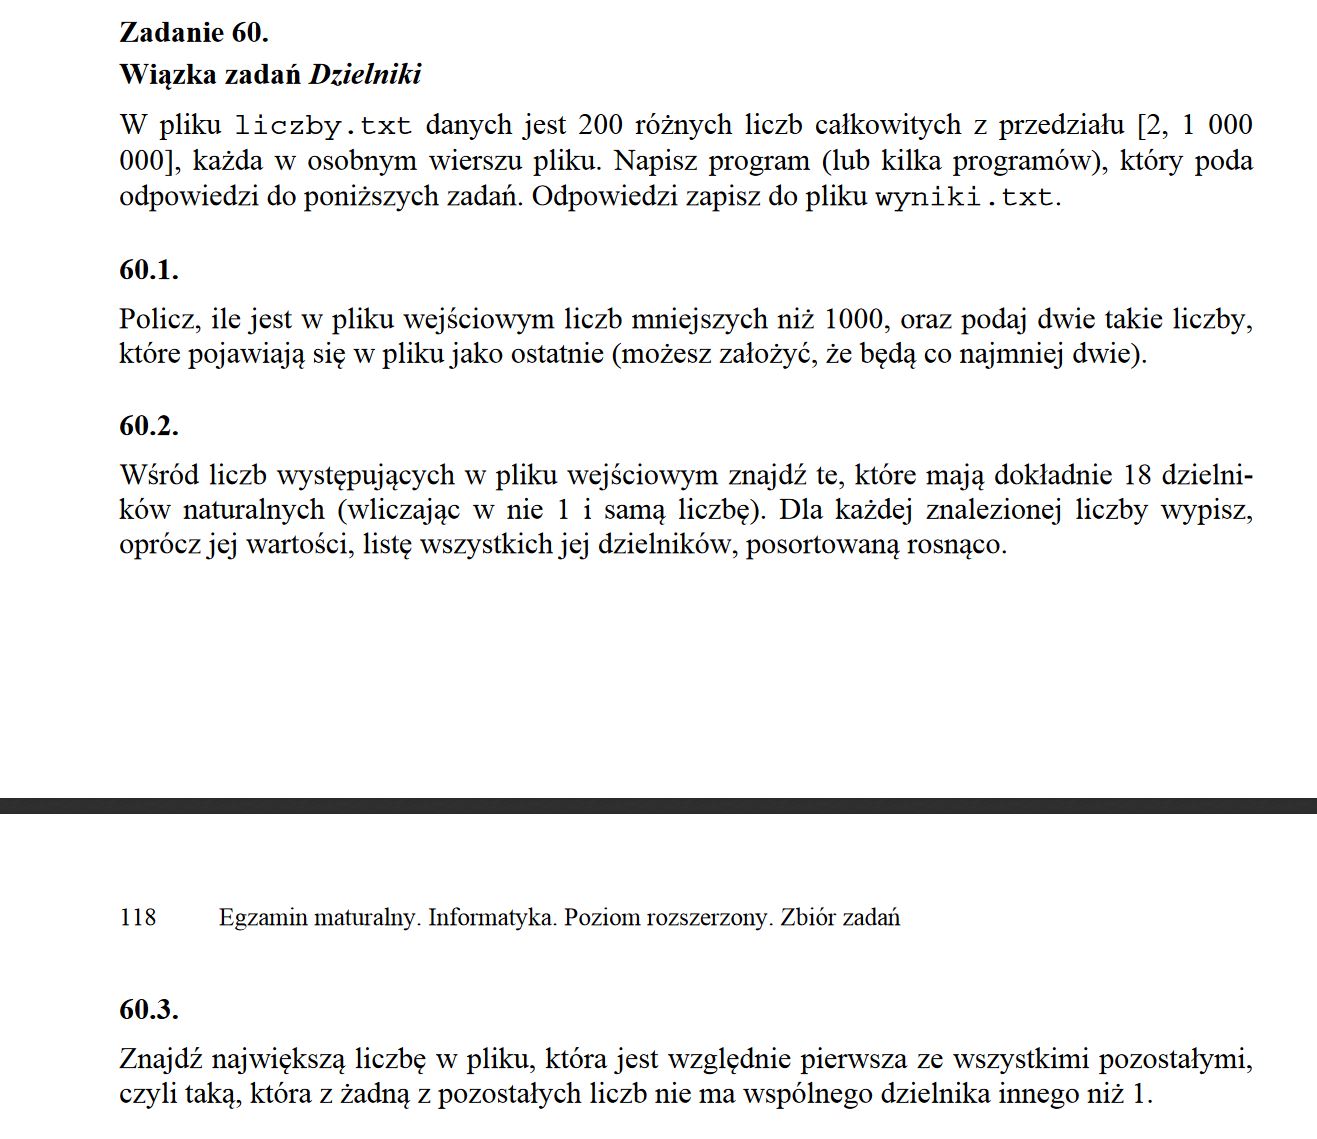 Zadanie 60.
Wiązka zadań Dzielniki
W pliku liczby.txt danych jest 200 różnych liczb całkowitych z przedziału [2, 1 000
000], każda w osobnym wierszu pliku. Napisz program (lub kilka programów), który poda
odpowiedzi do poniższych zadań. Odpowiedzi zapisz do pliku wyniki.txt.
60.1.
Policz, ile jest w pliku wejściowym liczb mniejszych niż 1000, oraz podaj dwie takie liczby,
które pojawiają się w pliku jako ostatnie (możesz założyć, że będą co najmniej dwie).
60.2.
Wśród liczb występujących w pliku wejściowym znajdź te, które mają dokładnie 18 dzielni-
ków naturalnych (wliczając w nie 1 i samą liczbę). Dla każdej znalezionej liczby wypisz,
oprócz jej wartości, listę wszystkich jej dzielników, posortowaną rosnąco.
118 Egzamin maturalny. Informatyka. Poziom rozszerzony. Zbiór zadań
60.3.
Znajdź największą liczbę w pliku, która jest względnie pierwsza ze wszystkimi pozostałymi,
czyli taką, która z żadną z pozostałych liczb nie ma wspólnego dzielnika innego niż 1.